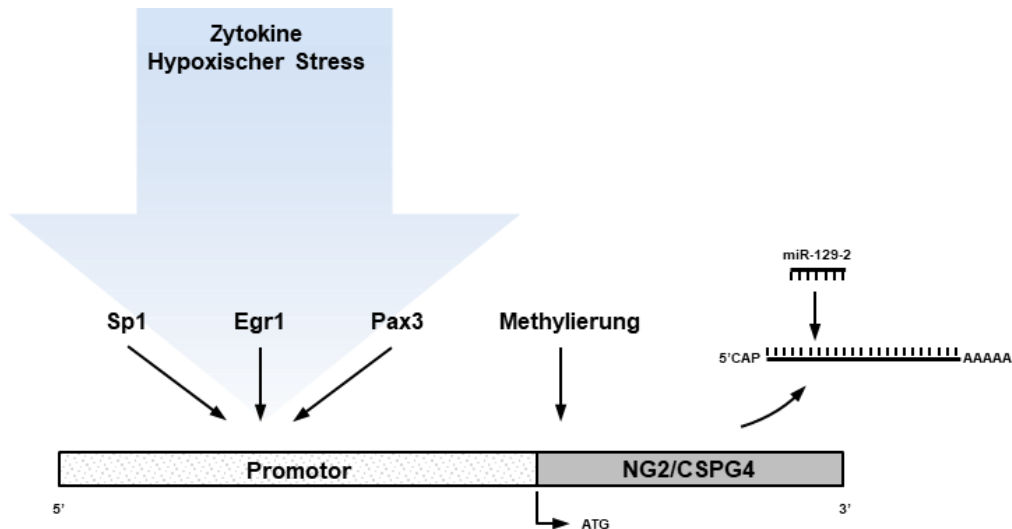 Zytokine
Hypoxischer Stress
miR-129-2
Sp1
Egr1
Pax3
Methylierung
5'CAP
AAAAA
Promotor
NG2/CSPG4
5'
3'
ATG